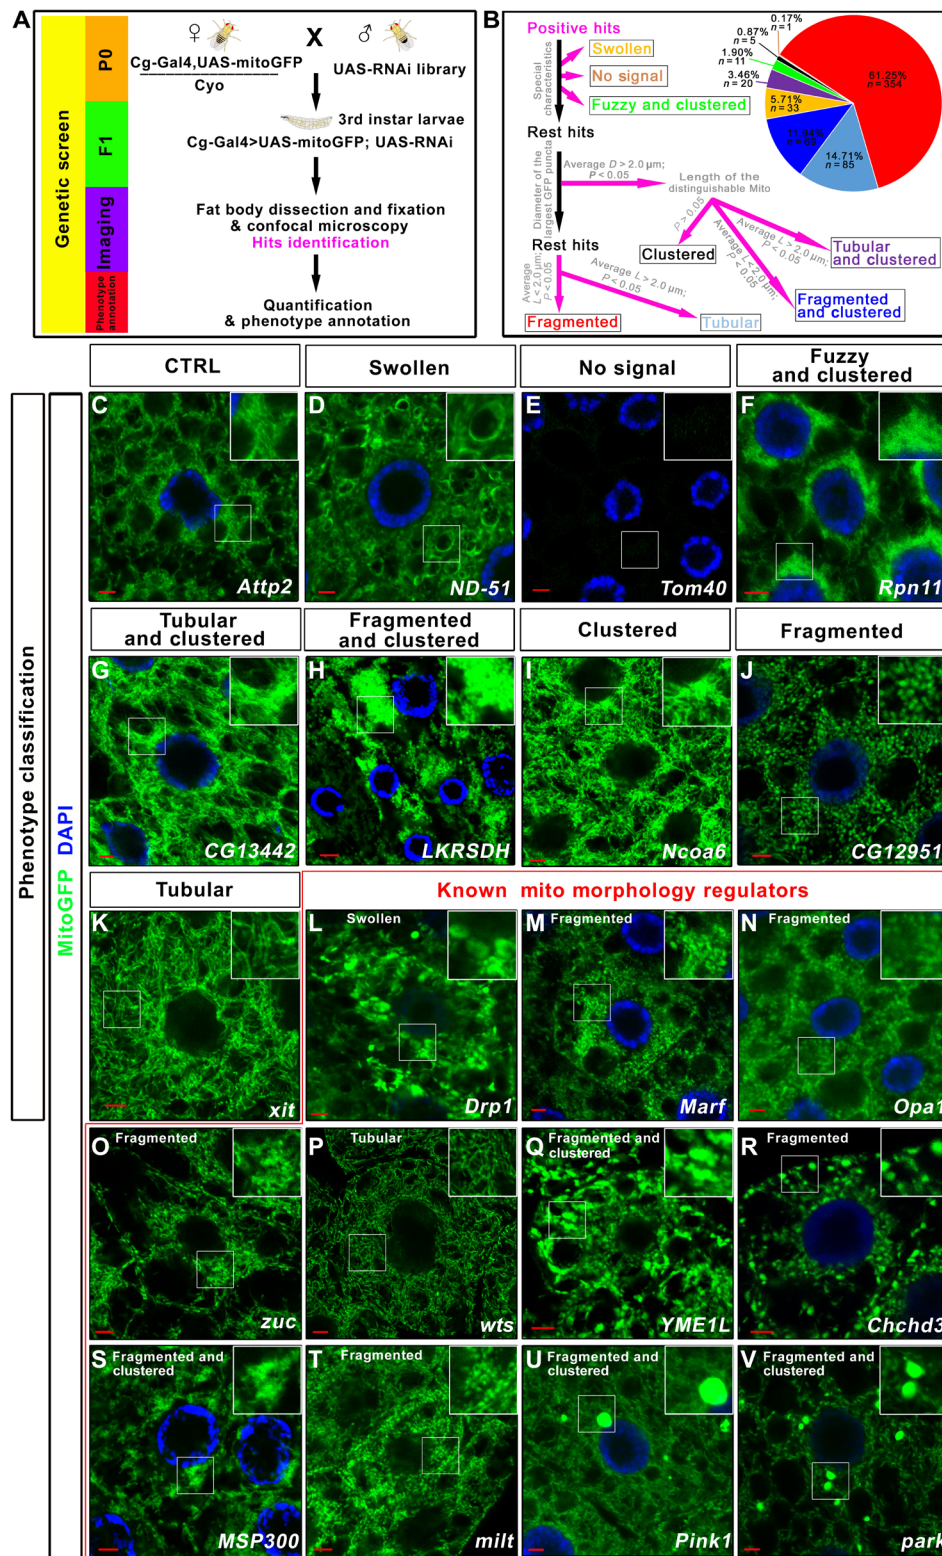 A
Genetic screen
P0
F1
Imaging
Phenotype
annotation
♀
X
♂
Cg-Gal4,UAS-mitoGFP
Cyo
UAS-RNAi library
3rd instar larvae
Cg-Gal4>UAS-mitoGFP; UAS-RNAi
Fat body dissection and fixation
& confocal microscopy
Hits identification
Quantification
& phenotype annotation
B
Positive hits
Special
characteristics
Swollen
No signal
Fuzzy and clustered
Rest hits
Diameter of the
largest GFP puncta
Average D > 2.0 µm;
P < 0.05
Length of the
distinguishable Mito
P > 0.05
Average L < 2.0 µm;
P < 0.05
Average L > 2.0 µm;
P < 0.05
Clustered
Tubular
and clustered
Fragmented
and clustered
Rest hits
Average
L < 2.0 µm;
P < 0.05
Average L > 2.0 µm;
P < 0.05
Fragmented
Tubular
0.17%
n = 1
0.87%
n = 5
1.90%
n = 11
3.46%
n = 20
5.71%
n = 33
11.94%
n = 69
14.71%
n = 85
61.25%
n = 354
Phenotype classification
MitoGFP DAPI
CTRL
Swollen
No signal
Fuzzy
and clustered
C
Attp2
D
ND-51
E
Tom40
F
Rpn11
Tubular
and clustered
Fragmented
and clustered
Clustered
Fragmented
G
CG13442
H
LKRSDH
I
Ncoa6
J
CG12951
Tubular
Known mito morphology regulators
K
xit
L
Swollen
Drp1
M
Fragmented
Marf
N
Fragmented
Opa1
O
Fragmented
zuc
P
Tubular
wts
Q
Fragmented and
clustered
YME1L
R
Fragmented
Chchd3
S
Fragmented and
clustered
MSP300
T
Fragmented
milt
U
Fragmented and
clustered
Pink1
V
Fragmented and
clustered
park